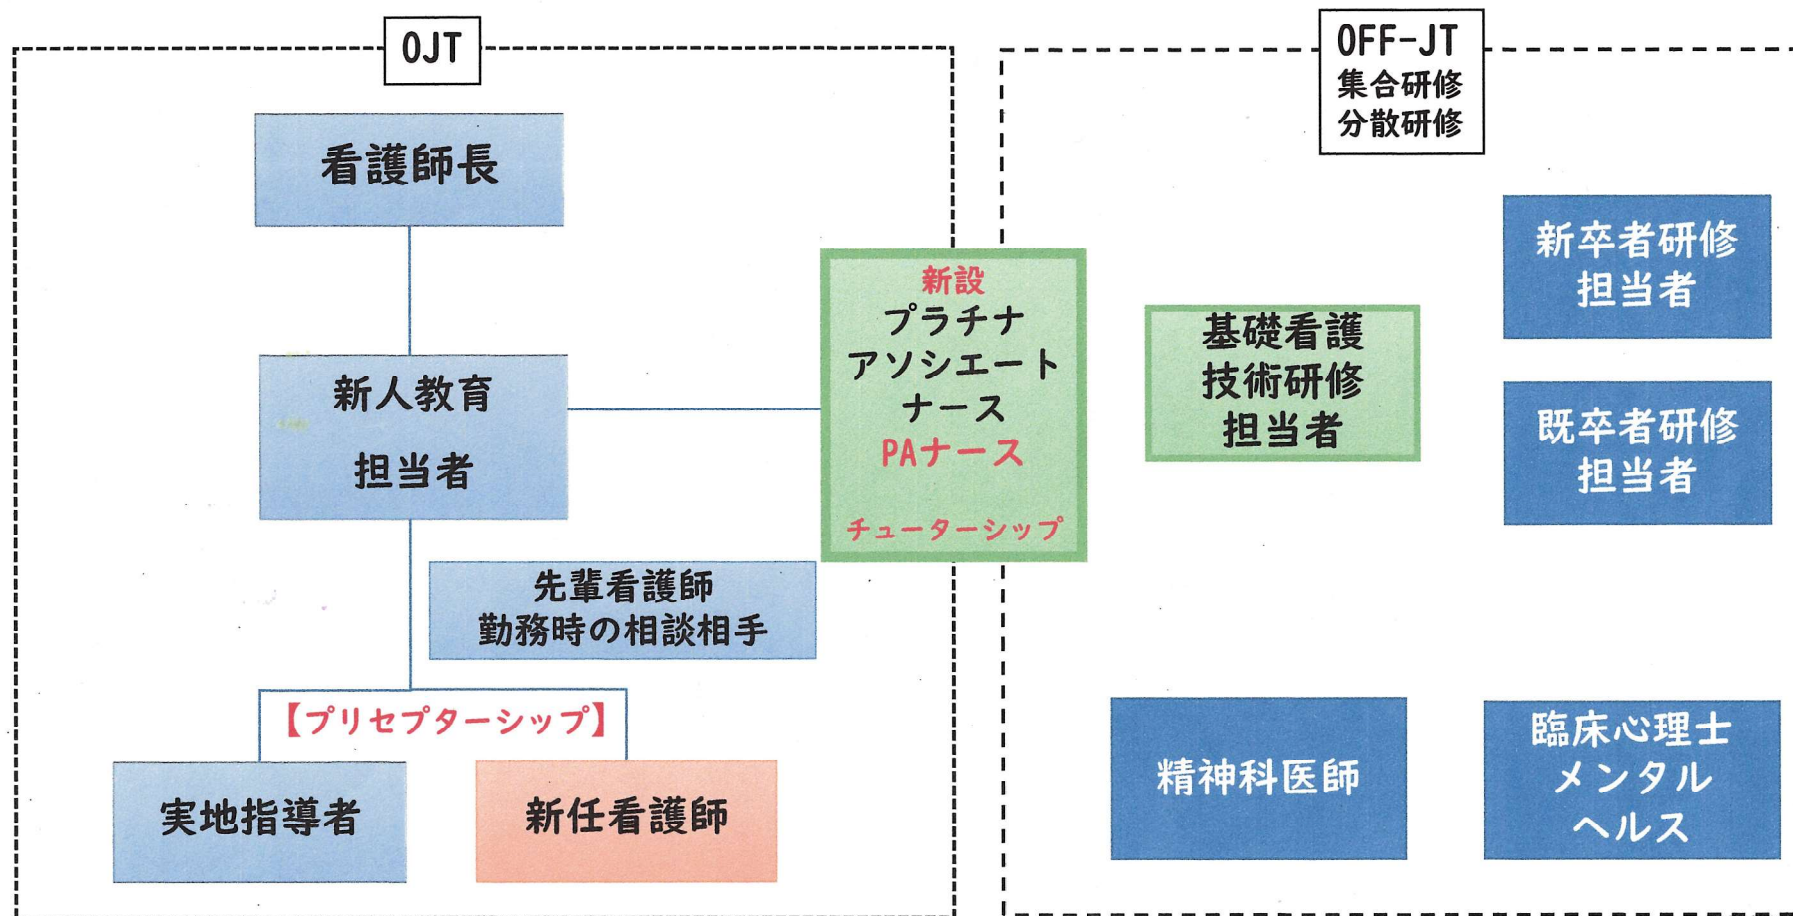 OJT
看護師長
新人教育
担当者
先輩看護師
勤務時の相談相手
【プリセプターシップ】
実地指導者
新任看護師
新設
プラチナ
アソシエート
ナース
PAナース
チューターシップ
OFF-JT
集合研修
分散研修
基礎看護
技術研修
担当者
新卒者研修
担当者
既卒者研修
担当者
精神科医師
臨床心理士
メンタル
ヘルス